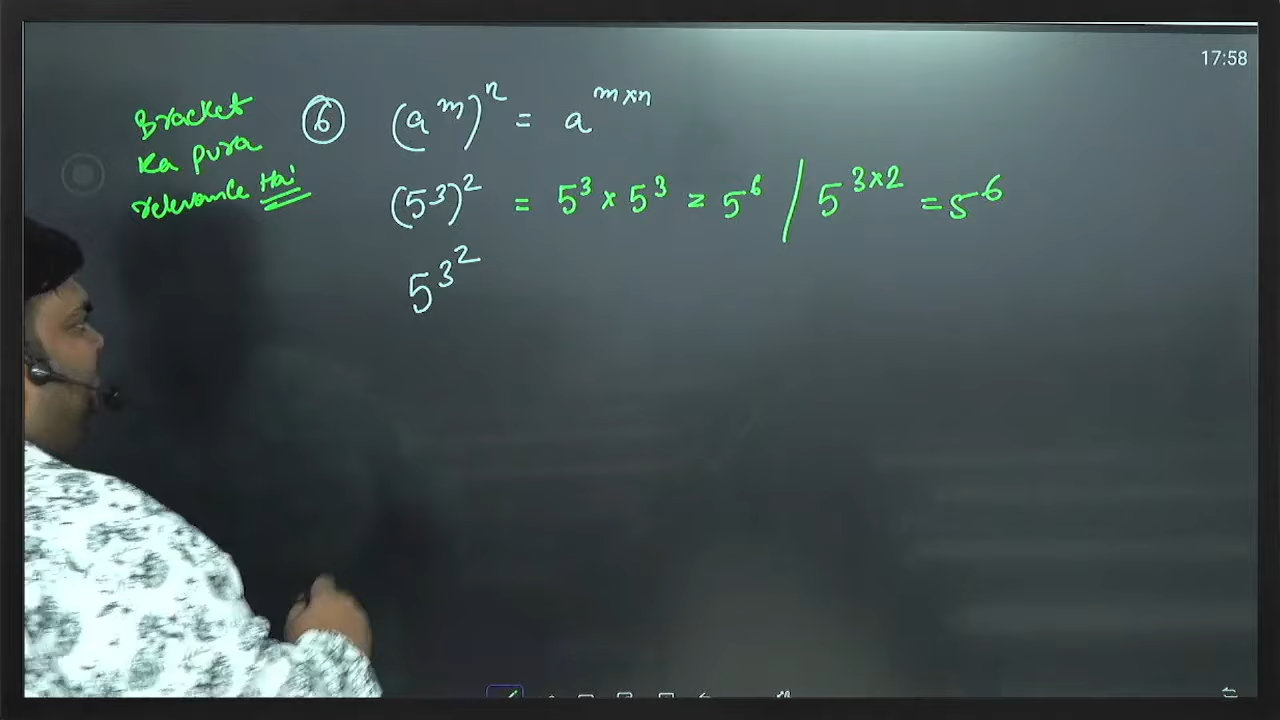 17:58
Bracket
Ka pura
relevance Hai
⑥ (a^m)^n = a^{m×n}
(5^3)^2 = 5^3 × 5^3 = 5^6 / 5^{3×2} = 5^6
5^{3^2}